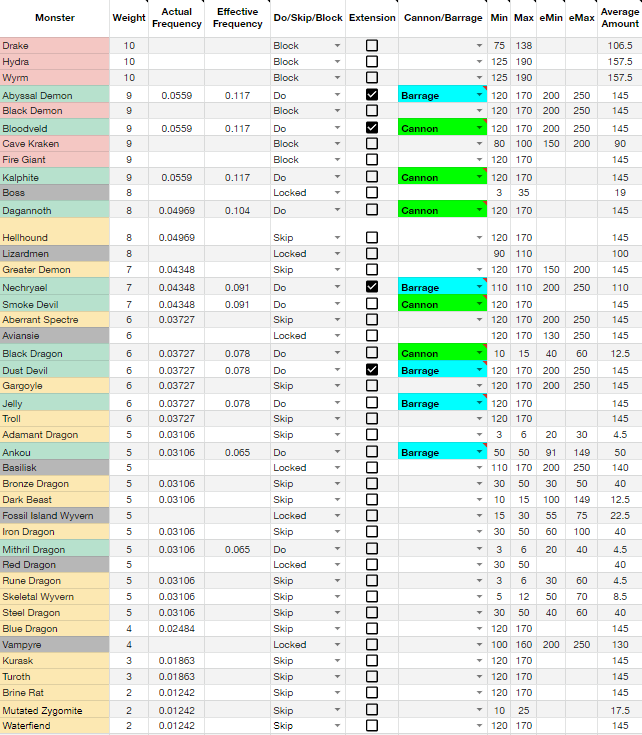 Monster Weight Actual Frequency Effective Frequency Do/Skip/Block Extension Cannon/Barrage Min Max eMin eMax Average Amount
Drake 10 Block 75 138 106.5
Hydra 10 Block 125 190 157.5
Wyrm 10 Block 125 190 157.5
Abyssal Demon 9 0.0559 0.117 Do Barrage 120 170 200 250 145
Black Demon 9 Block 120 170 200 250 145
Bloodveld 9 0.0559 0.117 Do Cannon 120 170 200 250 145
Cave Kraken 9 Block 80 100 150 200 90
Fire Giant 9 Block 120 170 145
Kalphite 9 0.0559 0.117 Do Cannon 120 170 145
Boss 8 Locked 3 35 19
Dagannoth 8 0.04969 0.104 Do Cannon 120 170 145
Hellhound 8 0.04969 Skip 120 170 145
Lizardmen 8 Locked 90 110 100
Greater Demon 7 0.04348 Skip 120 170 150 200 145
Nechryael 7 0.04348 0.091 Do Barrage 110 110 200 250 110
Smoke Devil 7 0.04348 0.091 Do Cannon 120 170 145
Aberrant Spectre 6 0.03727 Skip 120 170 200 250 145
Aviansie 6 Locked 120 170 130 250 145
Black Dragon 6 0.03727 0.078 Do Cannon 10 15 40 60 12.5
Dust Devil 6 0.03727 0.078 Do Barrage 120 170 200 250 145
Gargoyle 6 0.03727 Skip 120 170 200 250 145
Jelly 6 0.03727 0.078 Do Barrage 120 170 145
Troll 6 0.03727 Skip 120 170 145
Adamant Dragon 5 0.03106 Skip 3 6 20 30 4.5
Ankou 5 0.03106 0.065 Do Barrage 50 50 91 149 50
Basilisk 5 Locked 110 170 200 250 140
Bronze Dragon 5 0.03106 Skip 30 50 30 50 40
Dark Beast 5 0.03106 Skip 10 15 100 149 12.5
Fossil Island Wyvern 5 Locked 15 30 55 75 22.5
Iron Dragon 5 0.03106 Skip 30 50 60 100 40
Mithril Dragon 5 0.03106 0.065 Do 3 6 20 40 4.5
Red Dragon 5 Locked 30 50 40
Rune Dragon 5 0.03106 Skip 3 6 30 60 4.5
Skeletal Wyvern 5 0.03106 Skip 5 12 50 70 8.5
Steel Dragon 5 0.03106 Skip 30 50 40 60 40
Blue Dragon 4 0.02484 Skip 120 170 145
Vampyre 4 Locked 100 160 200 250 130
Kurask 3 0.01863 Skip 120 170 145
Turoth 3 0.01863 Skip 120 170 145
Brine Rat 2 0.01242 Skip 120 170 145
Mutated Zygomite 2 0.01242 Skip 10 25 17.5
Waterfiend 2 0.01242 Skip 120 170 145